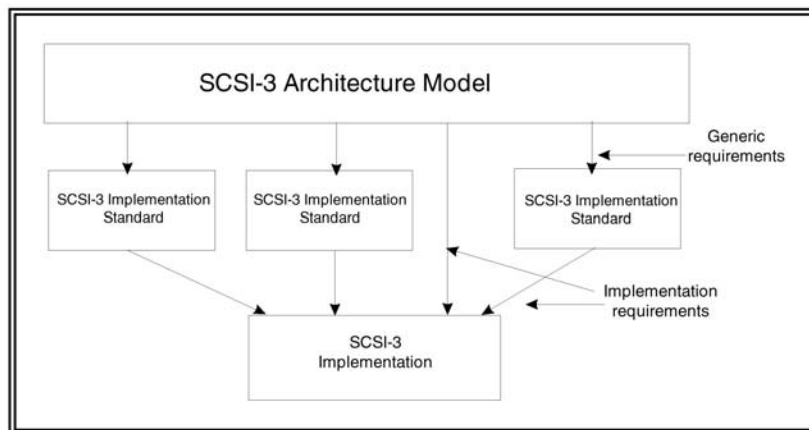 SCSI-3 Architecture Model
Generic
requirements
SCSI-3 Implementation
Standard
SCSI-3 Implementation
Standard
SCSI-3 Implementation
Standard
Implementation
requirements
SCSI-3
Implementation